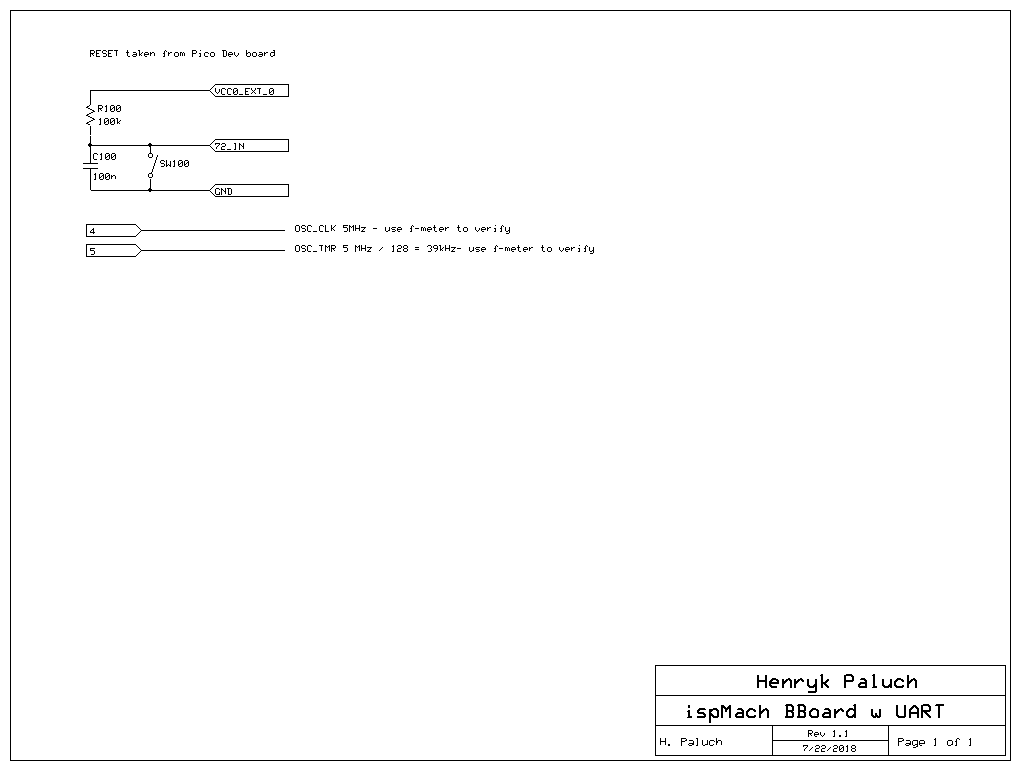 RESET taken from Pico Dev board
VCCO_EXT_0
R100
100k
72_IN
C100
SW100
100n
GND
4
OSC_CLK 5MHz - use f-meter to verify
5
OSC_TMR 5 MHz / 128 = 39kHz- use f-meter to verify
Henryk Paluch
ispMach BBoard w UART
H. Paluch
Rev 1.1
7/22/2018
Page 1 of 1